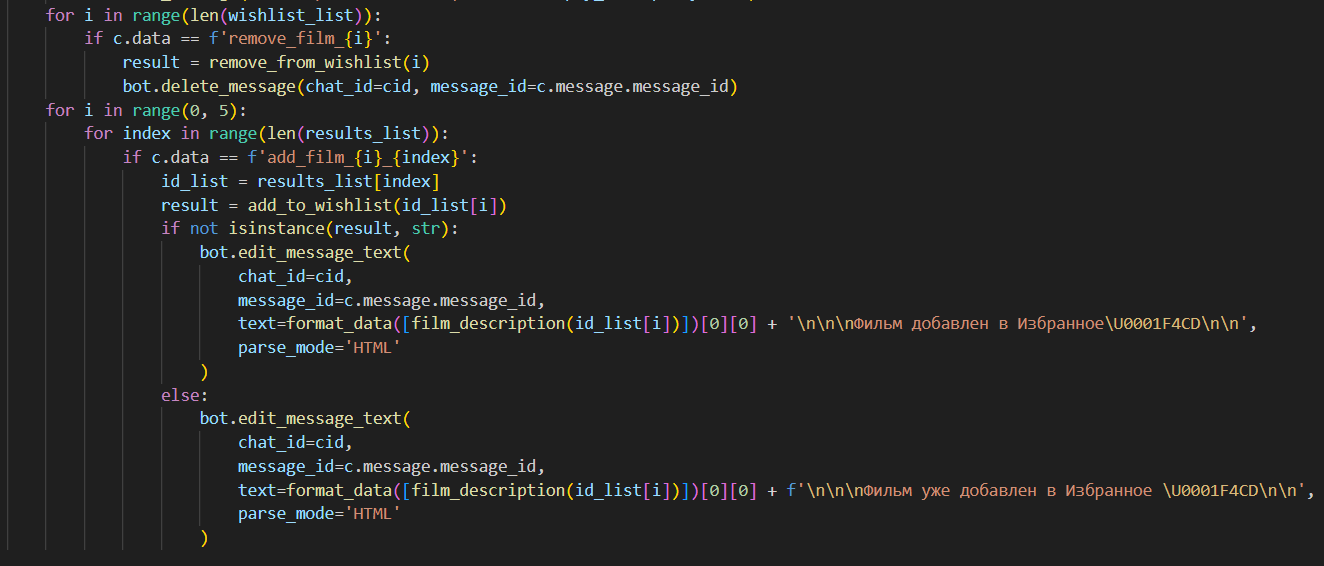 for i in range(len(wishlist_list)):
if c.data == f'remove_film_{i}':
result = remove_from_wishlist(i)
bot.delete_message(chat_id=cid, message_id=c.message.message_id)
for i in range(0, 5):
for index in range(len(results_list)):
if c.data == f'add_film_{i}_{index}':
id_list = results_list[index]
result = add_to_wishlist(id_list[i])
if not isinstance(result, str):
bot.edit_message_text(
chat_id=cid,
message_id=c.message.message_id,
text=format_data([film_description(id_list[i])])[0][0] + '\n\n\nФильм добавлен в Избранное\U0001F4CD\n\n',
parse_mode='HTML'
)
else:
bot.edit_message_text(
chat_id=cid,
message_id=c.message.message_id,
text=format_data([film_description(id_list[i])])[0][0] + f'\n\n\nФильм уже добавлен в Избранное \U0001F4CD\n\n',
parse_mode='HTML'
)